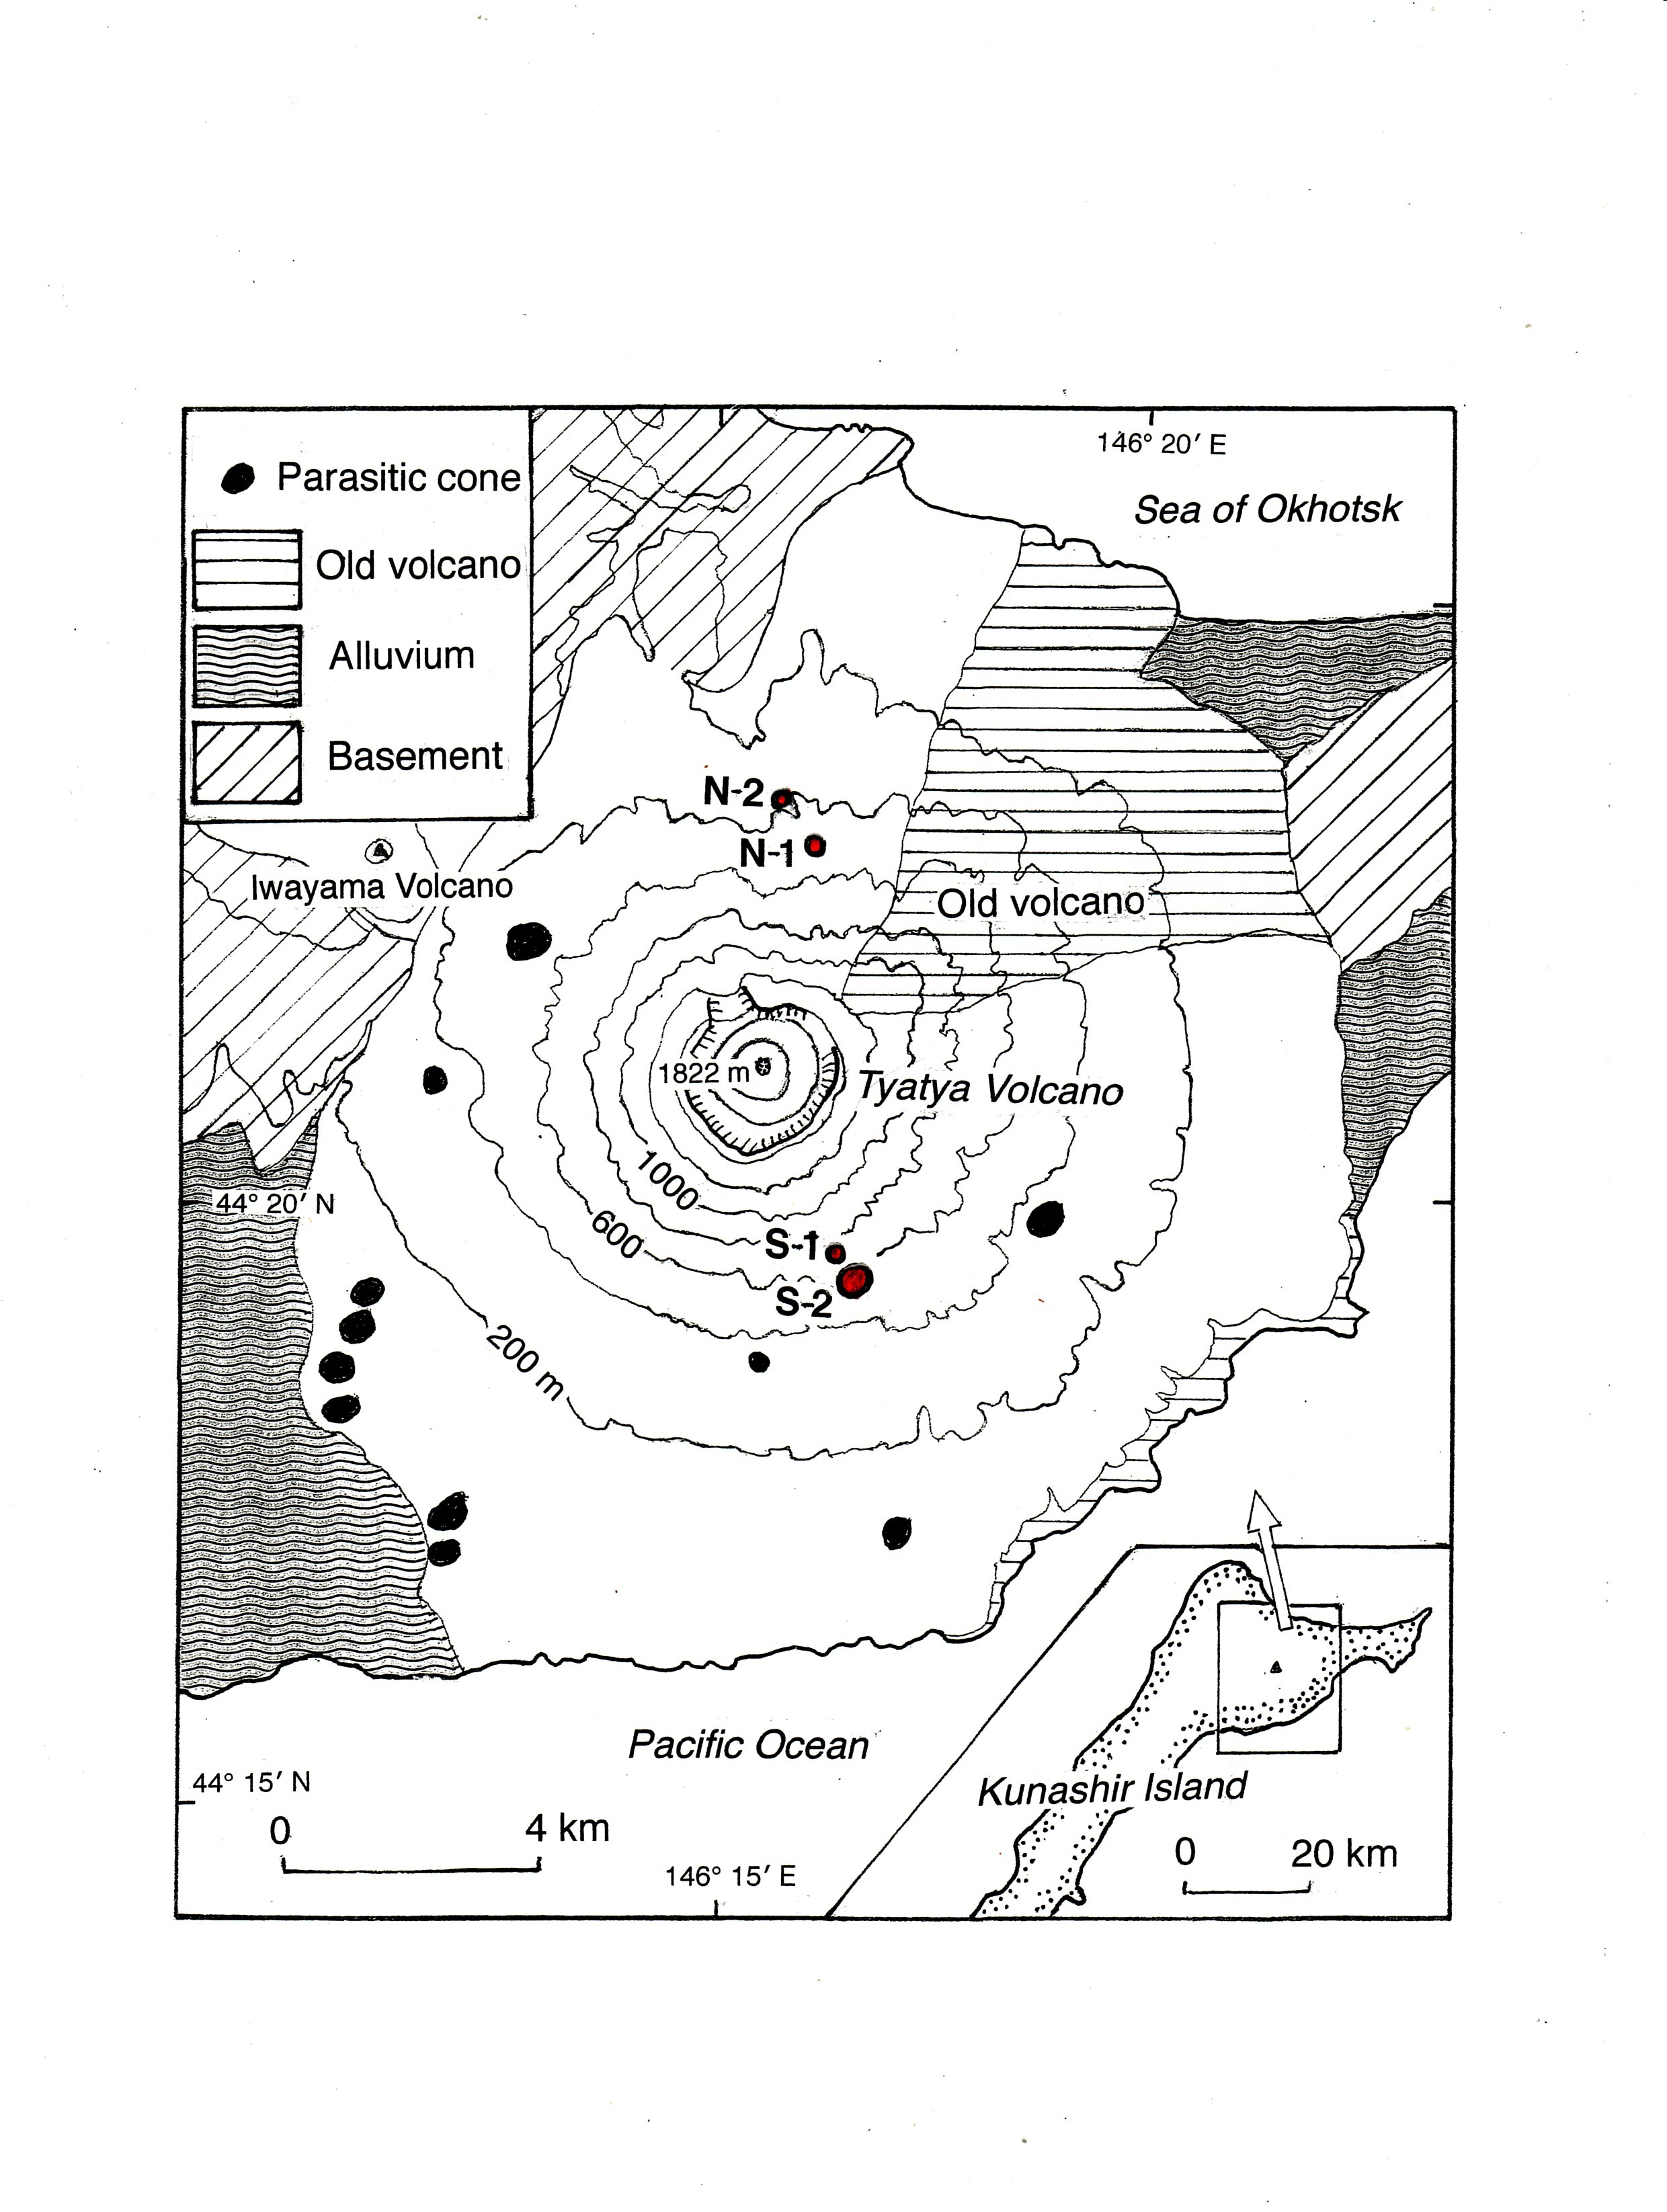 146° 20′ E
Parasitic cone
Sea of Okhotsk
Old volcano
Alluvium
Basement
N-2
N-1
Iwayama Volcano
Old volcano
1822 m
Tyatya Volcano
1000
44° 20′ N
600
S-1
S-2
200 m
Pacific Ocean
Kunashir Island
44° 15′ N
0 4 km
0 20 km
146° 15′ E